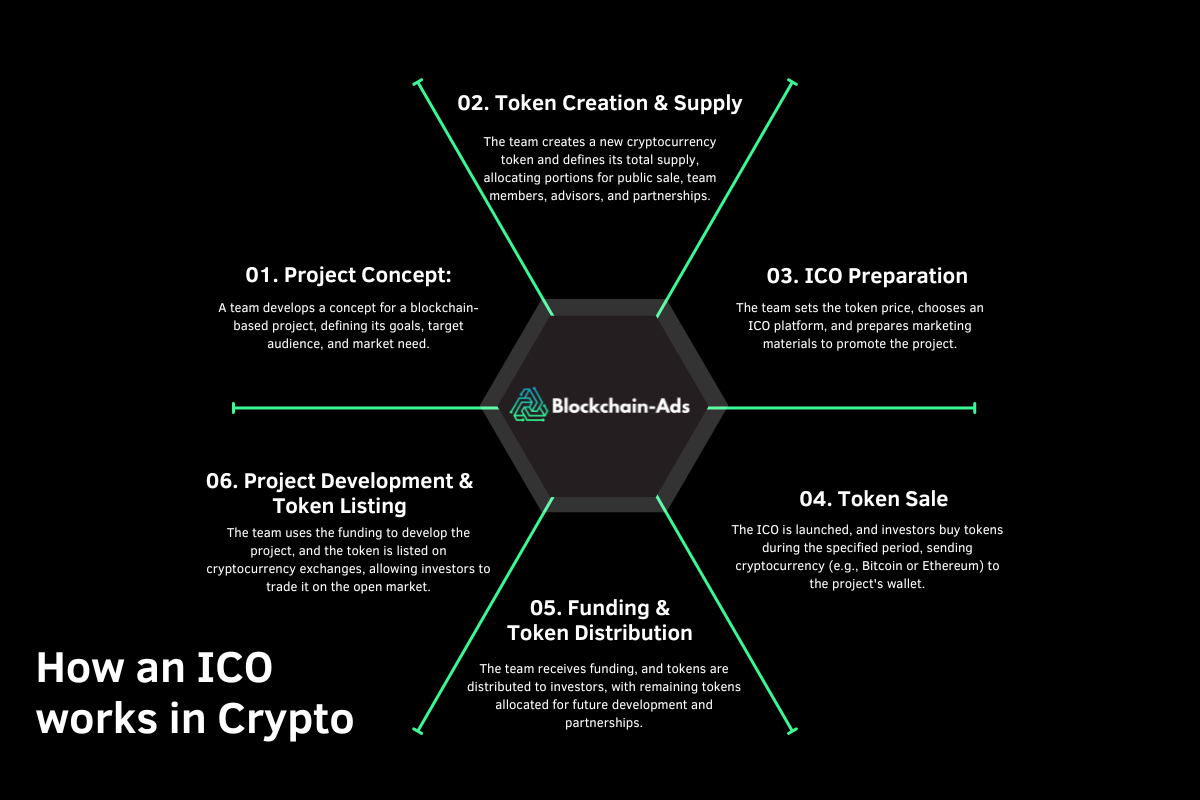 02. Token Creation & Supply
The team creates a new cryptocurrency
token and defines its total supply,
allocating portions for public sale, team
members, advisors, and partnerships.
01. Project Concept:
A team develops a concept for a blockchain-
based project, defining its goals, target
audience, and market need.
03. ICO Preparation
The team sets the token price, chooses an
ICO platform, and prepares marketing
materials to promote the project.
Blockchain-Ads
06. Project Development &
Token Listing
The team uses the funding to develop the
project, and the token is listed on
cryptocurrency exchanges, allowing investors to
trade it on the open market.
04. Token Sale
The ICO is launched, and investors buy tokens
during the specified period, sending
cryptocurrency (e.g., Bitcoin or Ethereum) to
the project's wallet.
05. Funding &
Token Distribution
The team receives funding, and tokens are
distributed to investors, with remaining tokens
allocated for future development and
partnerships.
How an ICO
works in Crypto